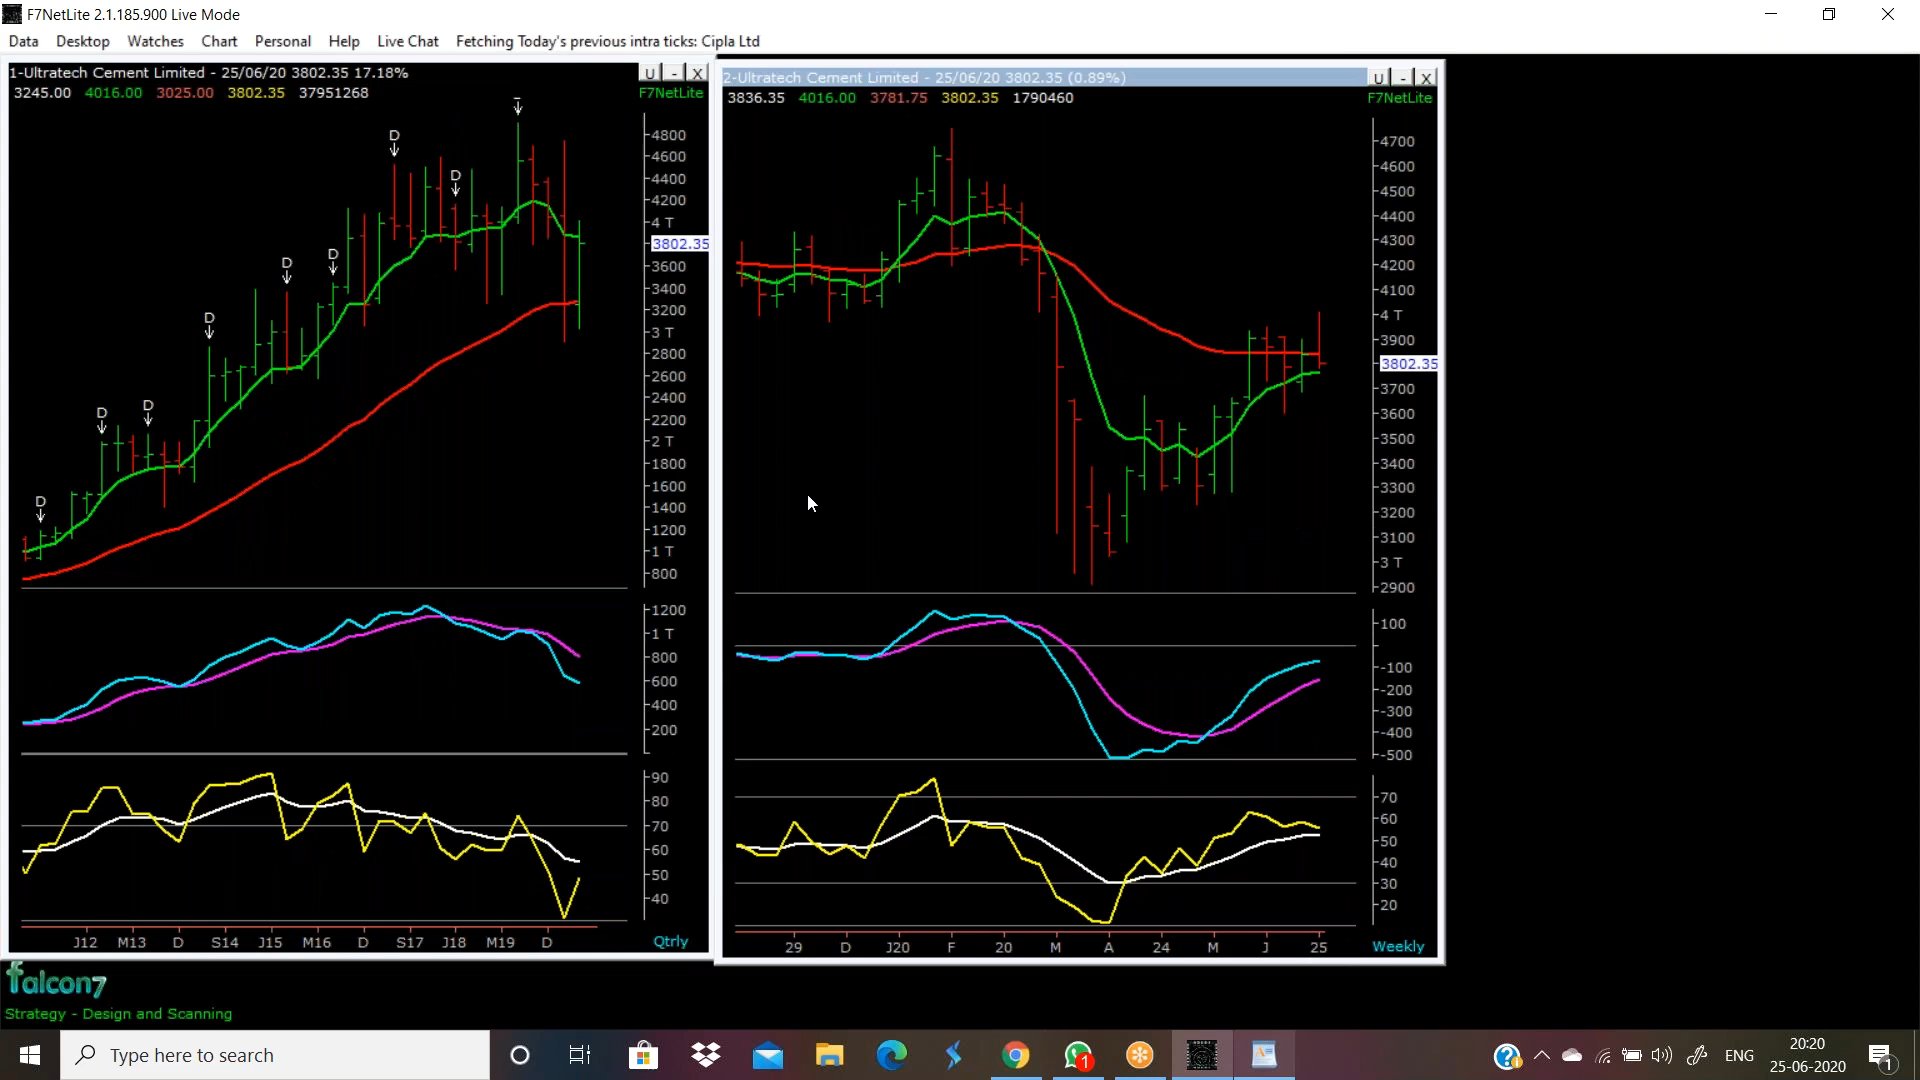 F7NetLite 2.1.185.900 Live Mode
Data Desktop Watches Chart Personal Help Live Chat Fetching Today's previous intra ticks: Cipla Ltd
1-Ultratech Cement Limited - 25/06/20 3802.35 17.18% U - X
3245.00 4016.00 3025.00 3802.35 37951268 F7NetLite
D
D
D
D
D
D
D
D
4800
4600
4400
4200
4 T
3802.35
3600
3400
3200
3 T
2800
2600
2400
2200
2 T
1800
1600
1400
1200
1 T
800
1200
1 T
800
600
400
200
90
80
70
60
50
40
J12 M13 D S14 J15 M16 D S17 J18 M19 D Qtrly
2-Ultratech Cement Limited - 25/06/20 3802.35 (0.89%) U - X
3836.35 4016.00 3781.75 3802.35 1790460 F7NetLite
4700
4600
4500
4400
4300
4200
4100
4 T
3900
3802.35
3700
3600
3500
3400
3300
3200
3100
3 T
2900
100
-100
-200
-300
-400
-500
70
60
50
40
30
20
29 D J20 F 20 M A 24 M J 25 Weekly
falcon7
Strategy - Design and Scanning
Type here to search
1
ENG
20:20
25-06-2020
1